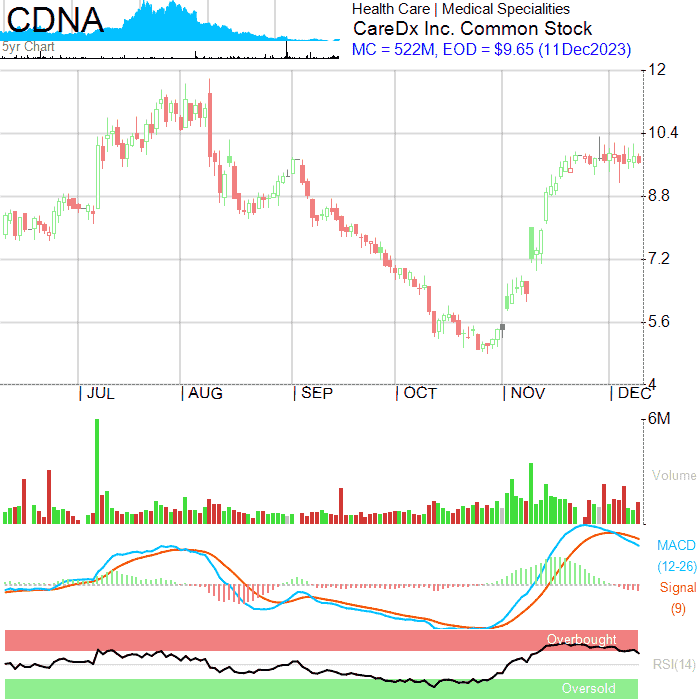 CDNA
5yr Chart
Health Care | Medical Specialities
CareDx Inc. Common Stock
MC = 522M, EOD = $9.65 (11Dec2023)
12
10.4
8.8
7.2
5.6
4
JUL AUG SEP OCT NOV DEC
6M
Volume
MACD
(12-26)
Signal
(9)
Overbought
RSI(14)
Oversold